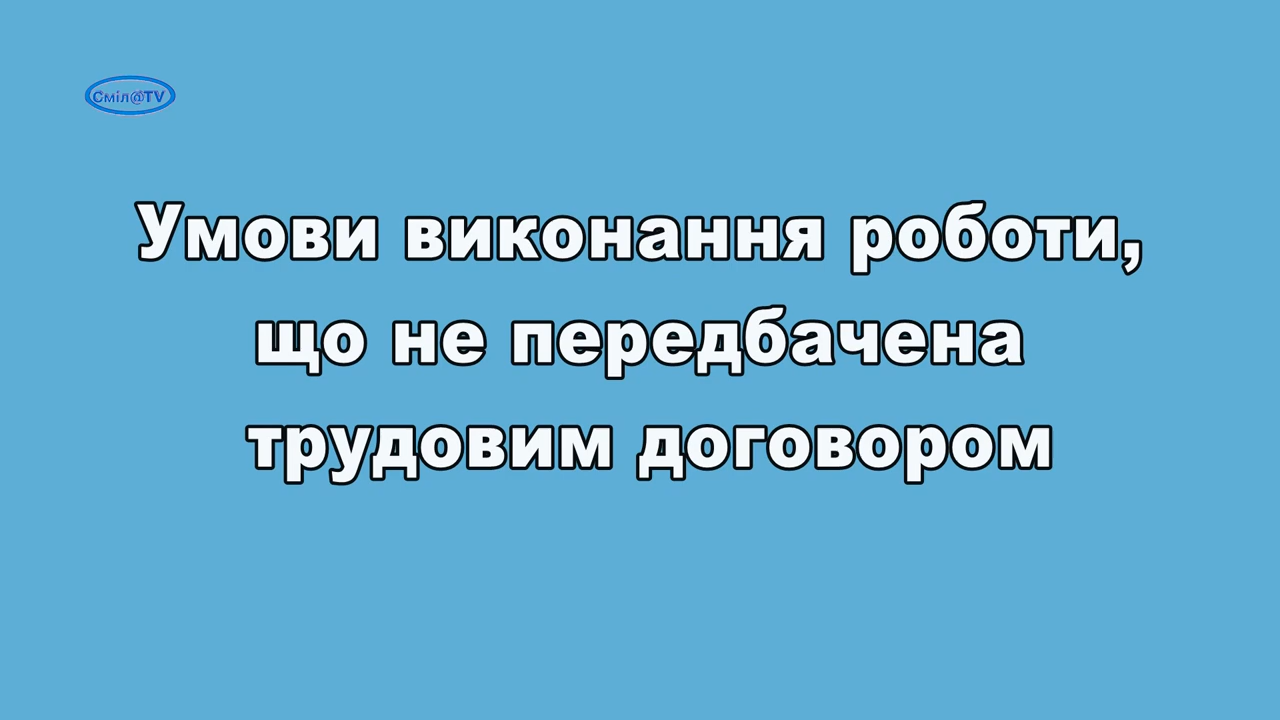 Сміл@TV
Умови виконання роботи,
що не передбачена
трудовим договором